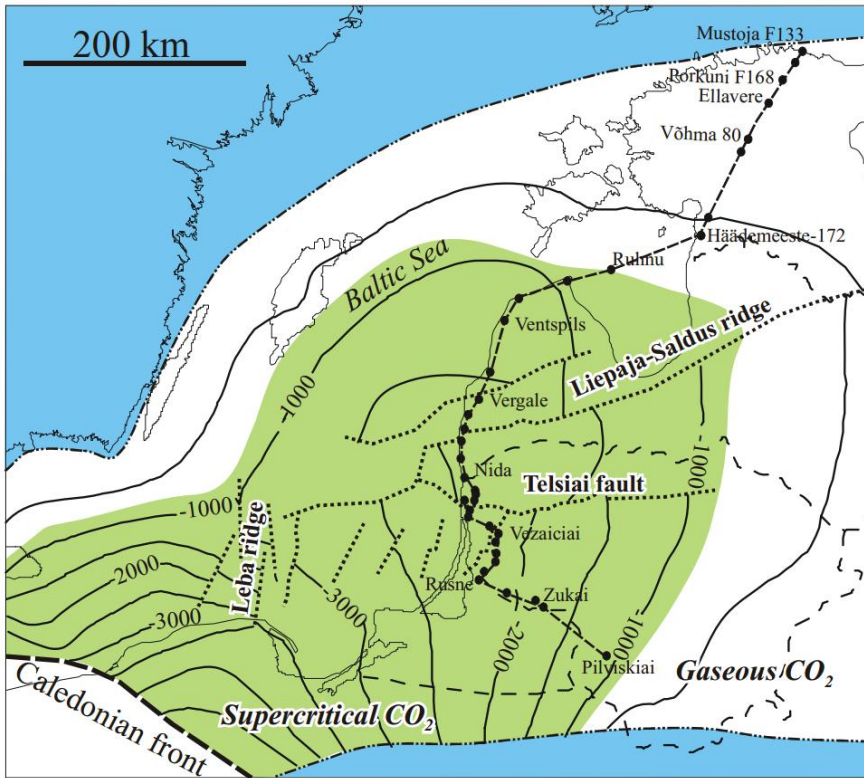 200 km
Mustoja F133
Porkuni F168
Ellavere
Võhma 80
Häädemeeste-172
Ruhnu
Baltic Sea
Ventspils
Liepaja-Saldus ridge
-1000
Vergale
-1000
Nida
Telsiai fault
-1000
Leba ridge
Vezaiciai
2000
Rusne
Zukai
-3000
-3000
-2000
-1000
Pilviskiai
Gaseous CO₂
Caledonian front
Supercritical CO₂